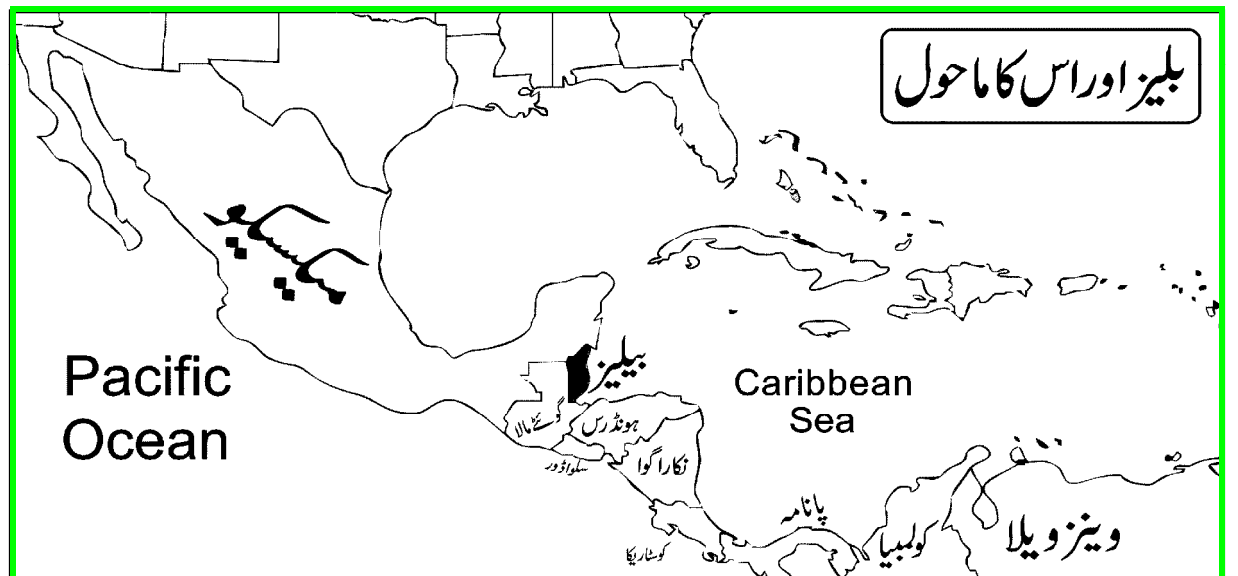 بلیز اور اس کا ماحول
میکسیکو
Pacific
Ocean
بیلیز
Caribbean
Sea
گوئٹے مالا
ہونڈرس
سلواڈور
نکاراگوا
پانامہ
کوسٹاریکا
کولمبیا
وینزویلا